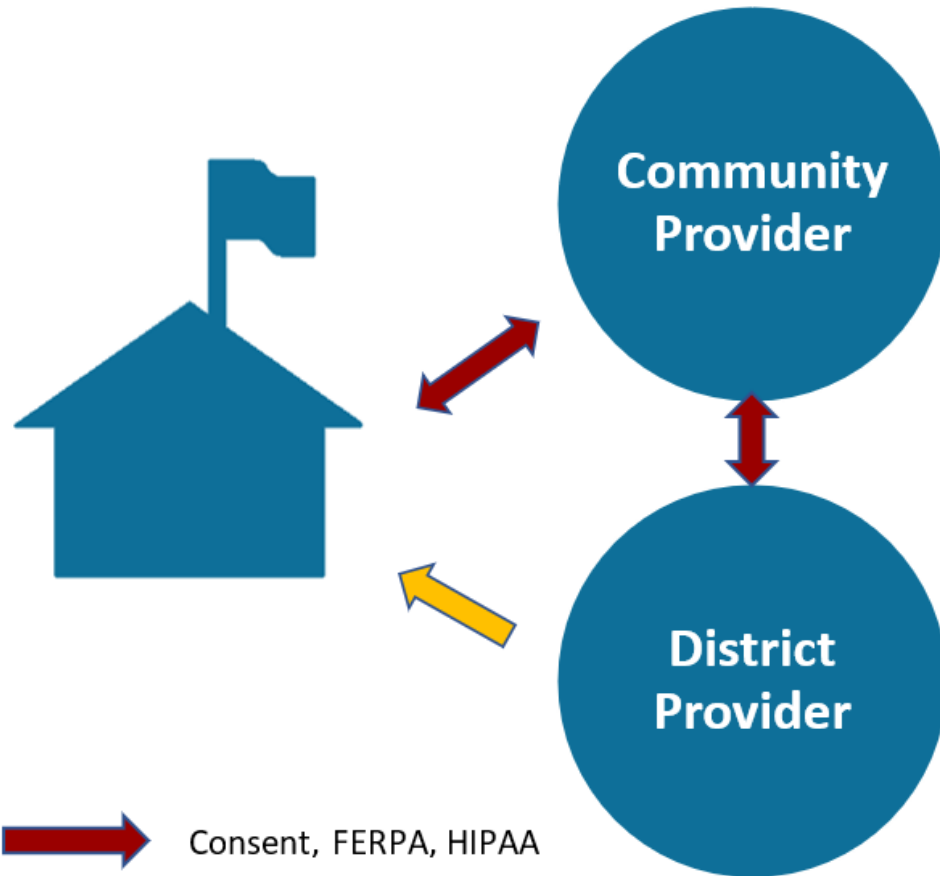 Community
Provider
District
Provider
Consent, FERPA, HIPAA